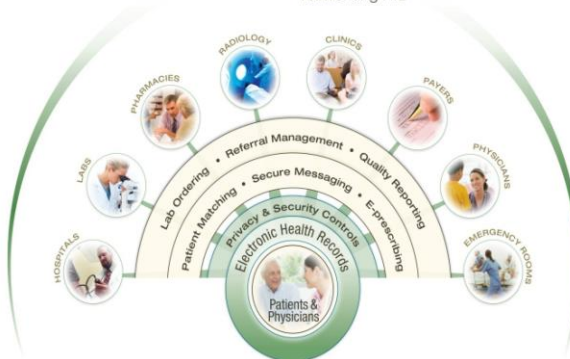 RADIOLOGY
CLINICS
PHARMACIES
PAYERS
LABS
PHYSICIANS
HOSPITALS
EMERGENCY ROOMS
Lab Ordering • Referral Management • Quality Reporting
Patient Matching • Secure Messaging • E-prescribing
Privacy & Security Controls
Electronic Health Records
Patients &
Physicians